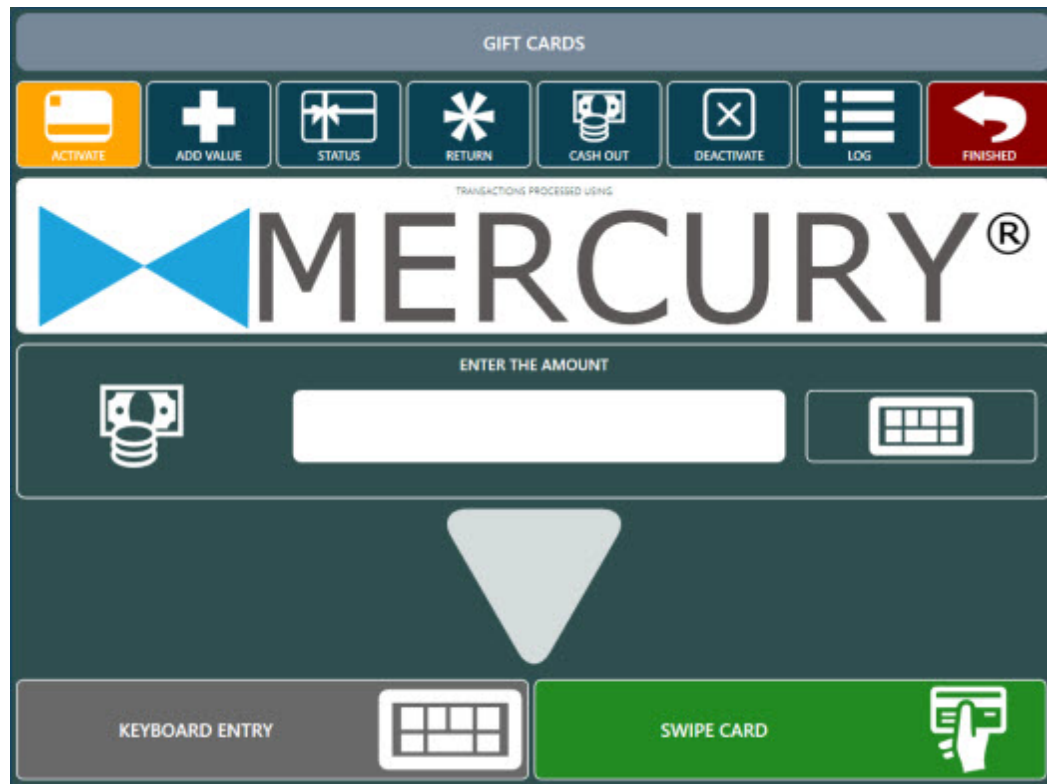 GIFT CARDS
ACTIVATE
ADD VALUE
STATUS
RETURN
CASH OUT
DEACTIVATE
LOG
FINISHED
TRANSACTIONS PROCESSED USING
MERCURY®
ENTER THE AMOUNT
KEYBOARD ENTRY
SWIPE CARD